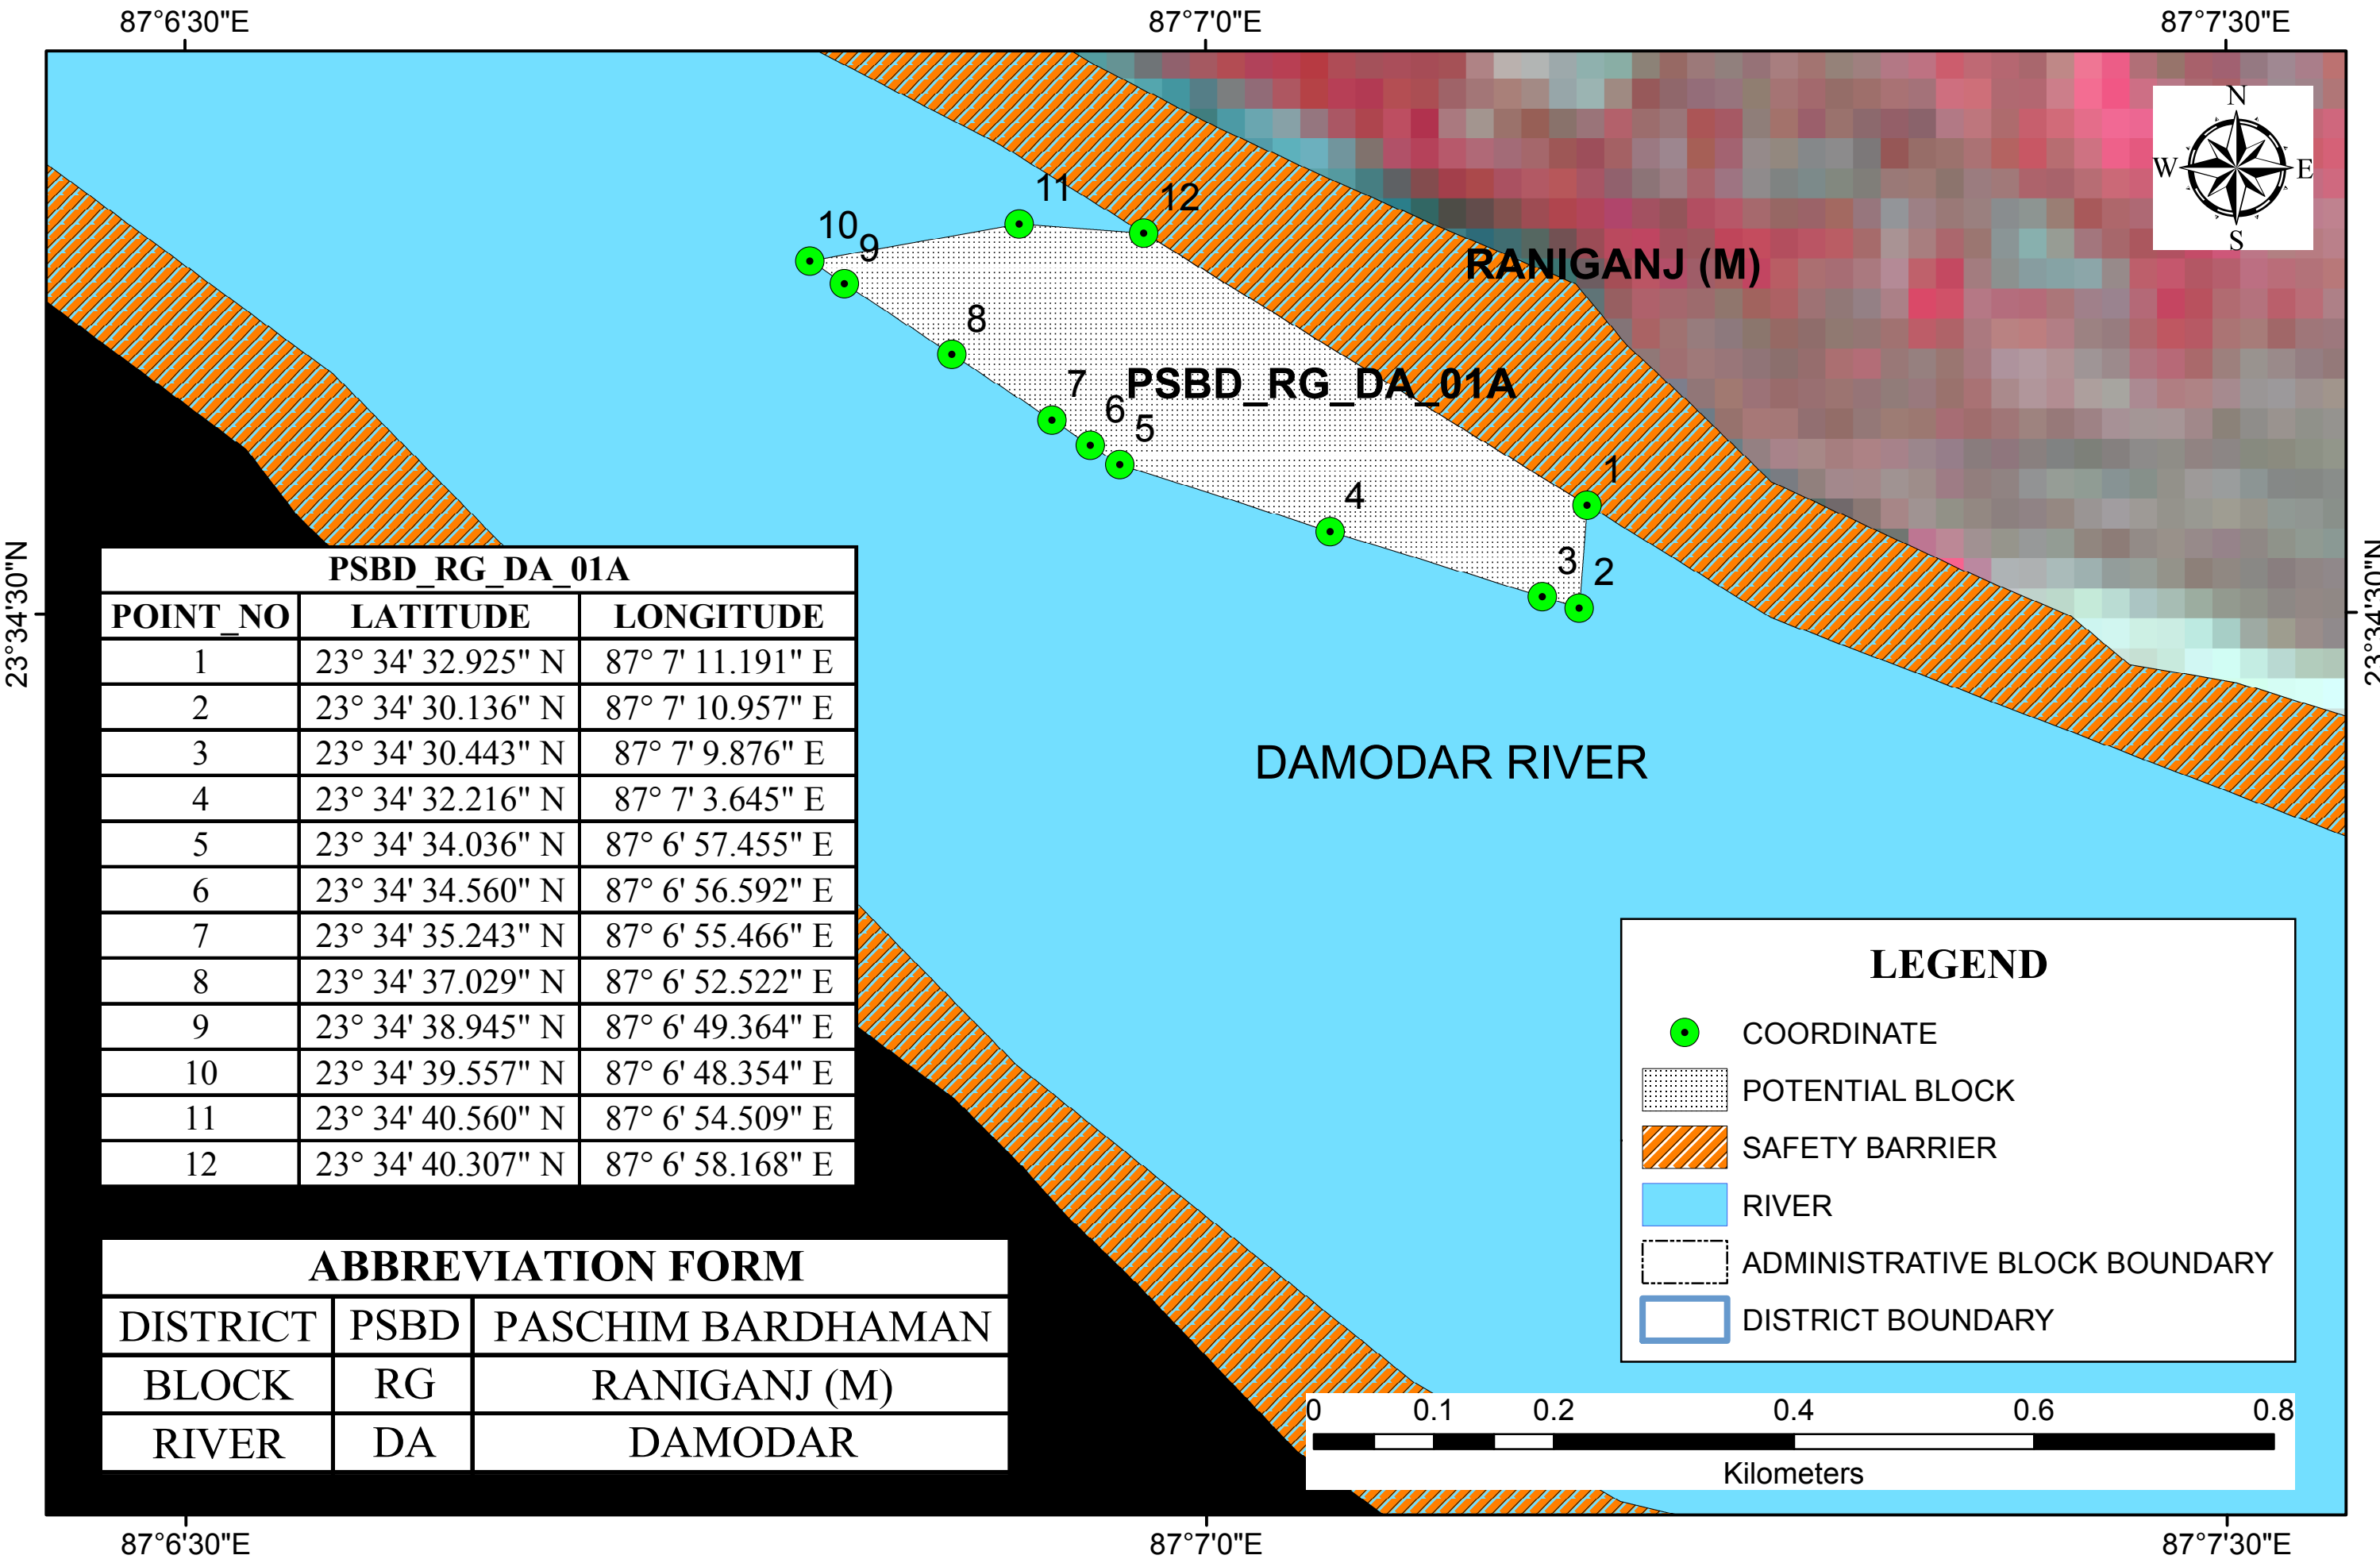 87°6'30"E 87°7'0"E 87°7'30"E
N
W E
S
11
12
10
9
RANIGANJ (M)
8
7 PSBD_RG_DA_01A
6
5
1
4
3 2
23°34'30"N 23°34'30"N
PSBD_RG_DA_01A
POINT_NO LATITUDE LONGITUDE
1 23° 34' 32.925" N 87° 7' 11.191" E
2 23° 34' 30.136" N 87° 7' 10.957" E
3 23° 34' 30.443" N 87° 7' 9.876" E
4 23° 34' 32.216" N 87° 7' 3.645" E
5 23° 34' 34.036" N 87° 6' 57.455" E
6 23° 34' 34.560" N 87° 6' 56.592" E
7 23° 34' 35.243" N 87° 6' 55.466" E
8 23° 34' 37.029" N 87° 6' 52.522" E
9 23° 34' 38.945" N 87° 6' 49.364" E
10 23° 34' 39.557" N 87° 6' 48.354" E
11 23° 34' 40.560" N 87° 6' 54.509" E
12 23° 34' 40.307" N 87° 6' 58.168" E
DAMODAR RIVER
LEGEND
COORDINATE
POTENTIAL BLOCK
SAFETY BARRIER
RIVER
ADMINISTRATIVE BLOCK BOUNDARY
DISTRICT BOUNDARY
ABBREVIATION FORM
DISTRICT PSBD PASCHIM BARDHAMAN
BLOCK RG RANIGANJ (M)
RIVER DA DAMODAR
0 0.1 0.2 0.4 0.6 0.8
Kilometers
87°6'30"E 87°7'0"E 87°7'30"E